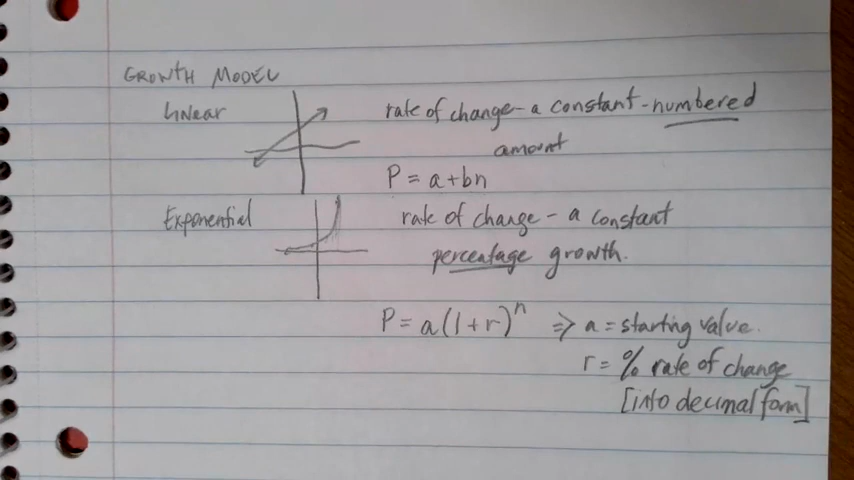 GROWTH MODEL
Linear rate of change - a constant - numbered
amount
P = a + bn
Exponential rate of change - a constant
percentage growth.
P = a(1+r)^n ⇒ a = starting value.
r = % rate of change
[into decimal form]